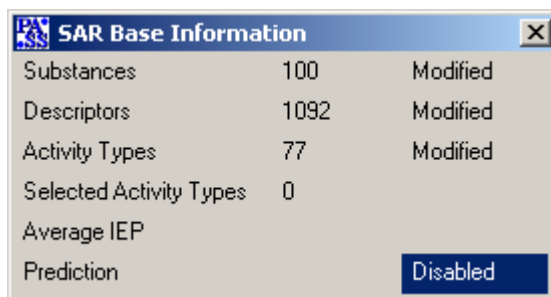 PASS SAR Base Information
Substances 100 Modified
Descriptors 1092 Modified
Activity Types 77 Modified
Selected Activity Types 0
Average IEP
Prediction Disabled